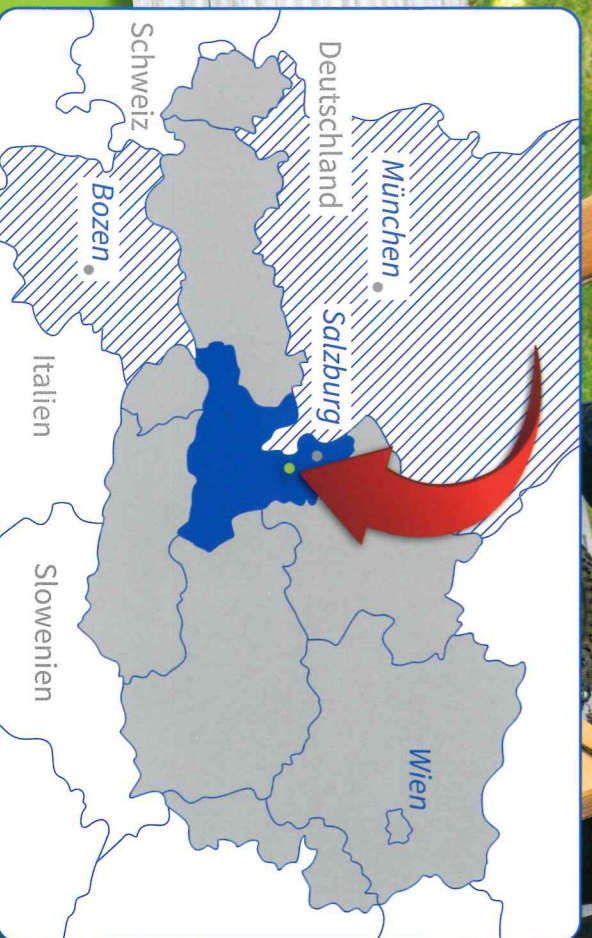 Deutschland
München
Salzburg
Wien
Schweiz
Bozen
Italien
Slowenien